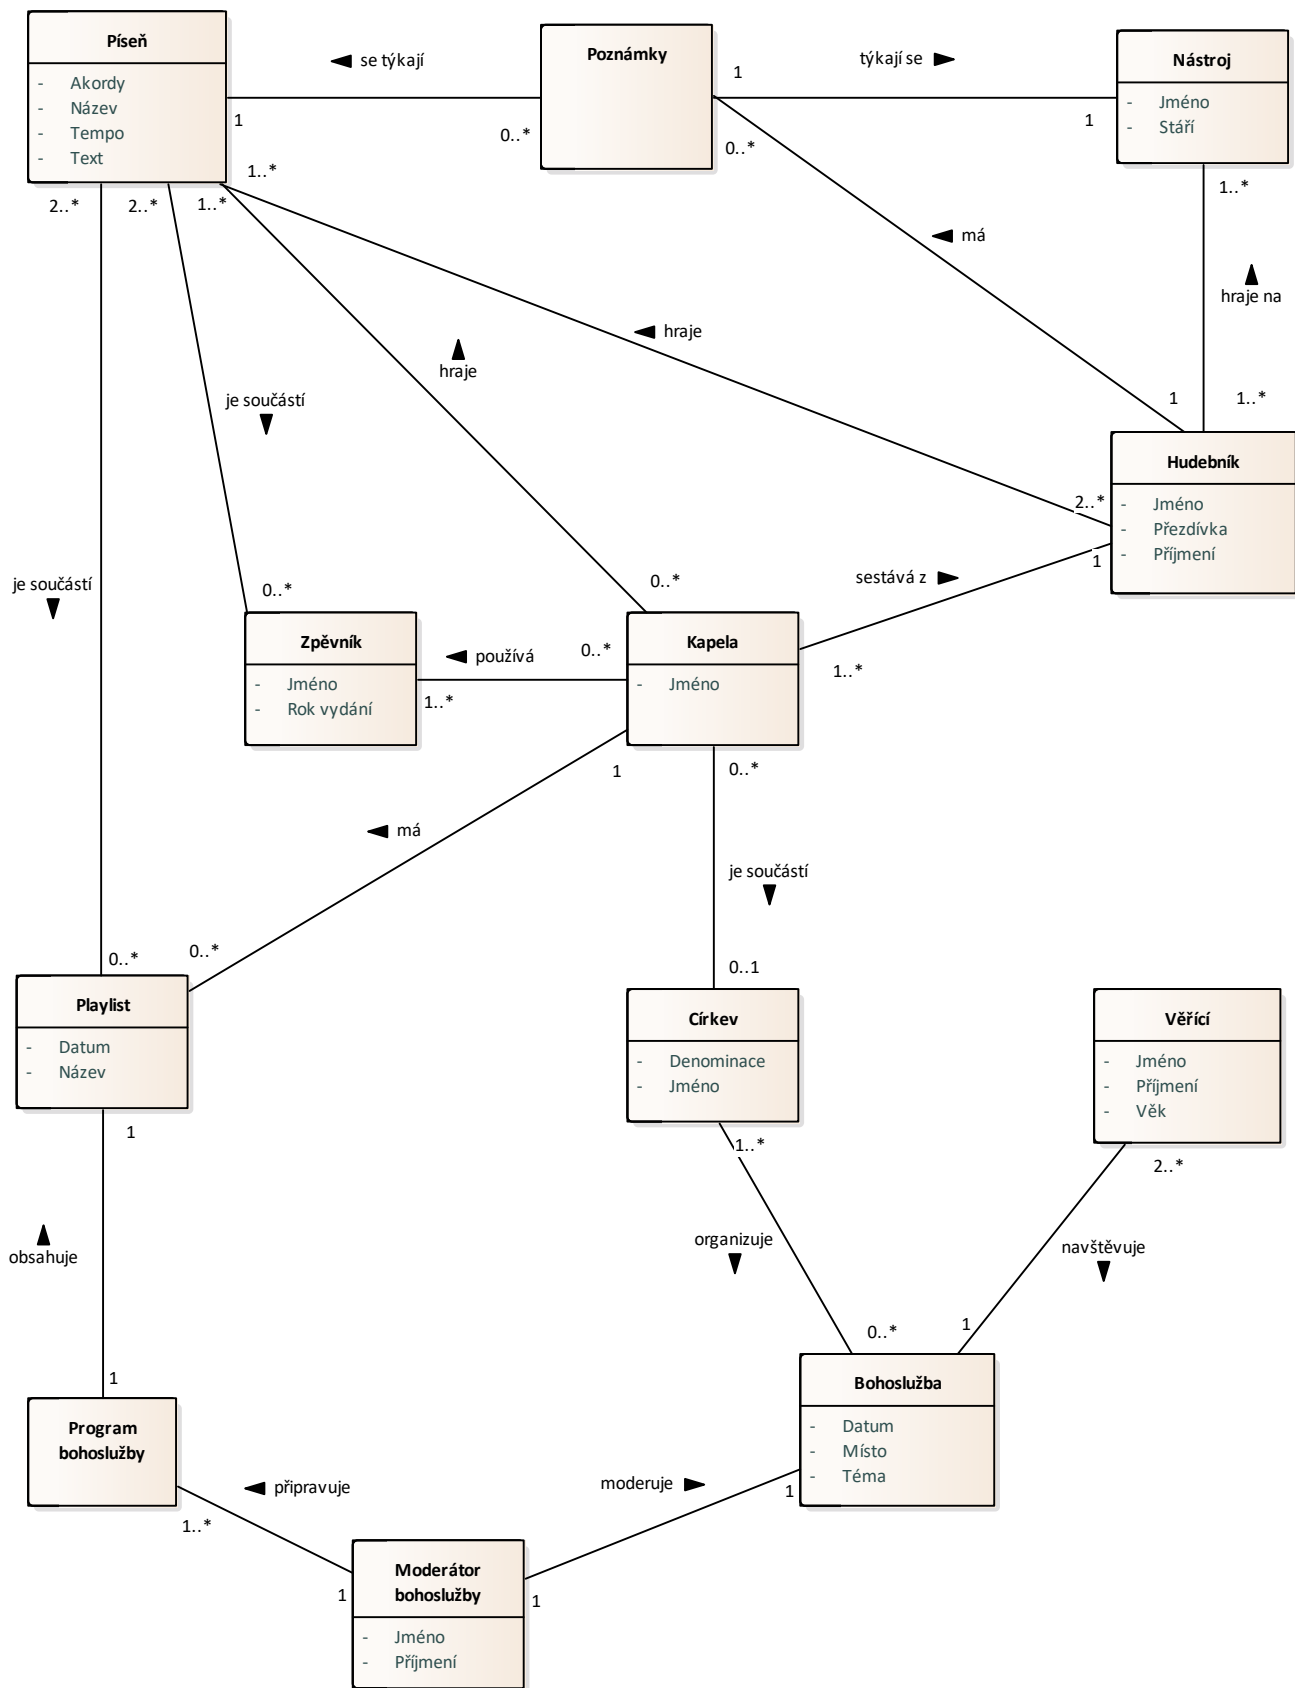 Píseň
- Akordy
- Název
- Tempo
- Text
◄ se týkají
1
0..*
Poznámky
týkají se ►
1
1
Nástroj
- Jméno
- Stáří
0..*
◄ má
1
1..*
▲
hraje na
1..*
Hudebník
- Jméno
- Přezdívka
- Příjmení
1..*
◄ hraje
2..*
1..*
▲
hraje
0..*
2..*
je součástí
▼
0..*
2..*
je součástí
▼
0..*
Zpěvník
- Jméno
- Rok vydání
◄ používá
0..*
1..*
Kapela
- Jméno
sestává z ►
1
1..*
1
◄ má
0..*
0..*
je součástí
▼
0..1
Playlist
- Datum
- Název
Církev
- Denominace
- Jméno
Věřící
- Jméno
- Příjmení
- Věk
1
▲
obsahuje
1
1..*
organizuje
▼
0..*
2..*
navštěvuje
▼
1
Program
bohoslužby
Bohoslužba
- Datum
- Místo
- Téma
◄ připravuje
1..*
1
moderuje ►
1
1
Moderátor
bohoslužby
- Jméno
- Příjmení